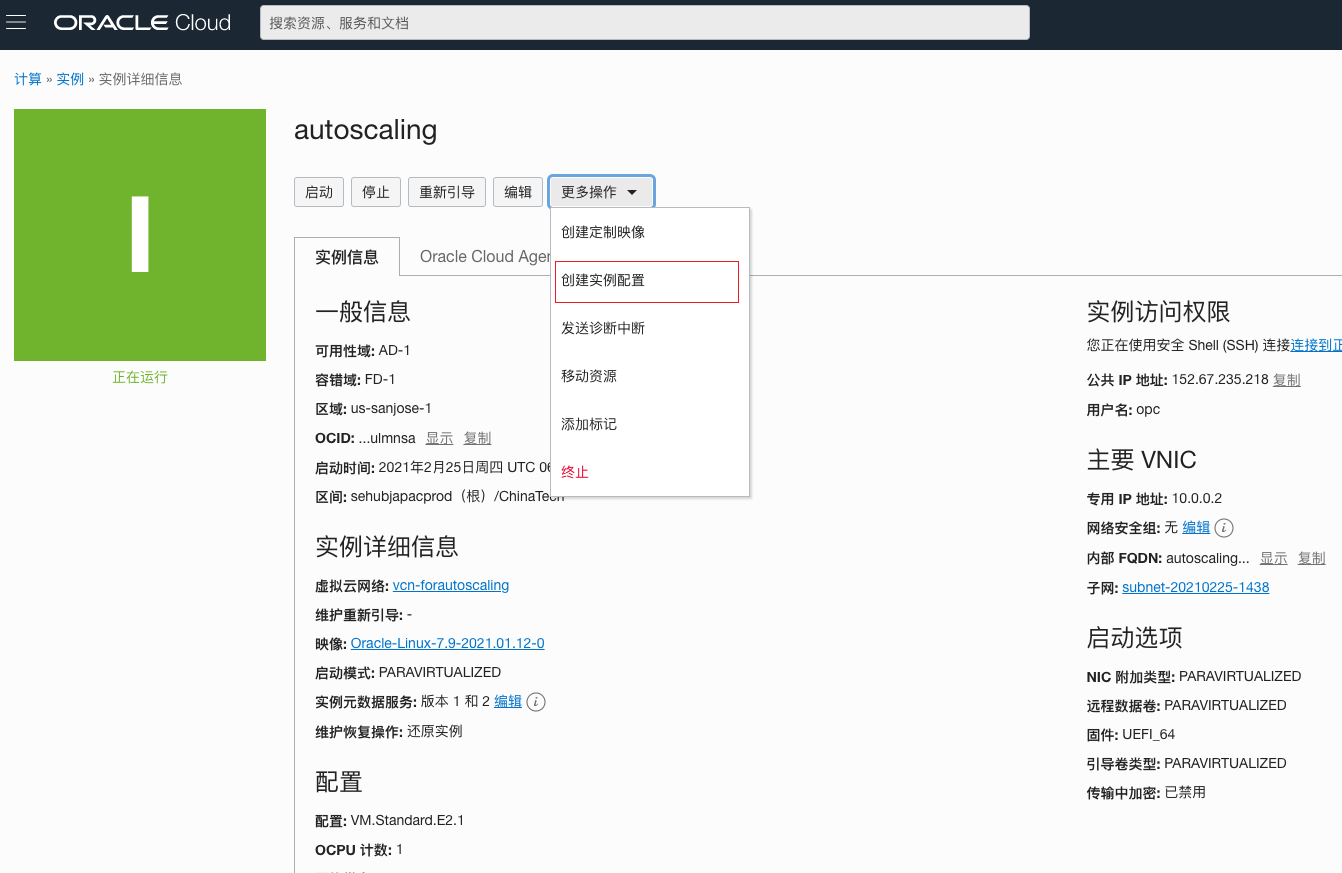 ORACLE Cloud
搜索资源、服务和文档
计算 » 实例 » 实例详细信息
I
正在运行
autoscaling
启动 停止 重新引导 编辑 更多操作
创建定制映像
创建实例配置
发送诊断中断
移动资源
添加标记
终止
实例信息 Oracle Cloud Agen
一般信息
可用性域: AD-1
容错域: FD-1
区域: us-sanjose-1
OCID: ...ulmnsa 显示 复制
启动时间: 2021年2月25日周四 UTC 06
区间: sehubjapacprod（根）/ChinaTech
实例详细信息
虚拟云网络: vcn-forautoscaling
维护重新引导: -
映像: Oracle-Linux-7.9-2021.01.12-0
启动模式: PARAVIRTUALIZED
实例元数据服务: 版本 1 和 2 编辑 i
维护恢复操作: 还原实例
配置
配置: VM.Standard.E2.1
OCPU 计数: 1
实例访问权限
您正在使用安全 Shell (SSH) 连接连接到正
公共 IP 地址: 152.67.235.218 复制
用户名: opc
主要 VNIC
专用 IP 地址: 10.0.0.2
网络安全组: 无 编辑 i
内部 FQDN: autoscaling... 显示 复制
子网: subnet-20210225-1438
启动选项
NIC 附加类型: PARAVIRTUALIZED
远程数据卷: PARAVIRTUALIZED
固件: UEFI_64
引导卷类型: PARAVIRTUALIZED
传输中加密: 已禁用